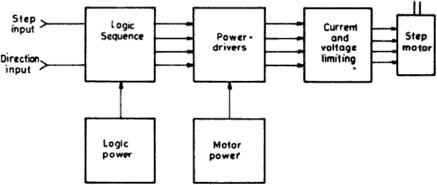 Step
input
Direction
input
Logic
Sequence
Power-
drivers
Current
and
voltage
limiting
Step
motor
Logic
power
Motor
power